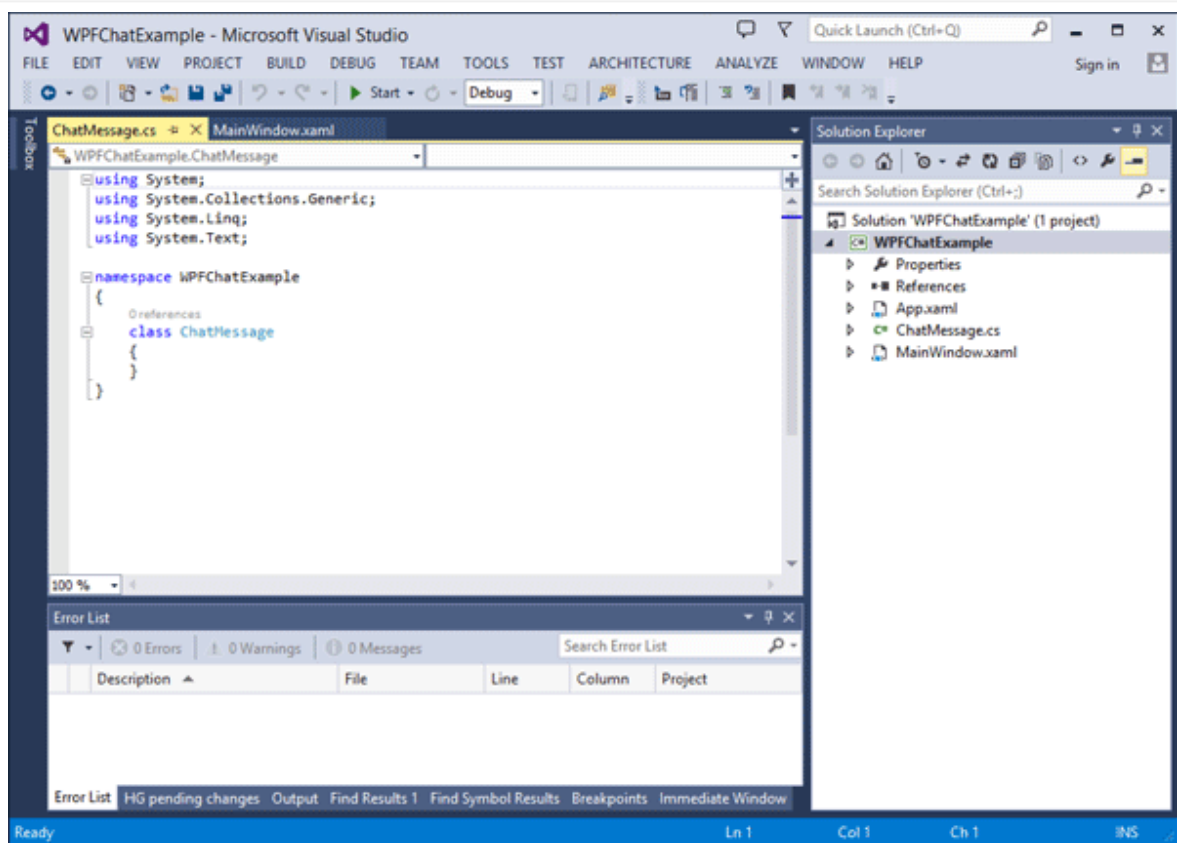 WPFChatExample - Microsoft Visual Studio
Quick Launch (Ctrl+Q)
FILE EDIT VIEW PROJECT BUILD DEBUG TEAM TOOLS TEST ARCHITECTURE ANALYZE WINDOW HELP Sign in
Start Debug
Toolbox
ChatMessage.cs MainWindow.xaml
WPFChatExample.ChatMessage
using System;
using System.Collections.Generic;
using System.Linq;
using System.Text;
namespace WPFChatExample
{
0 references
class ChatMessage
{
}
}
100 %
Error List
0 Errors 0 Warnings 0 Messages Search Error List
Description File Line Column Project
Error List HG pending changes Output Find Results 1 Find Symbol Results Breakpoints Immediate Window
Solution Explorer
Search Solution Explorer (Ctrl+;)
Solution 'WPFChatExample' (1 project)
WPFChatExample
Properties
References
App.xaml
ChatMessage.cs
MainWindow.xaml
Ready Ln 1 Col 1 Ch 1 INS